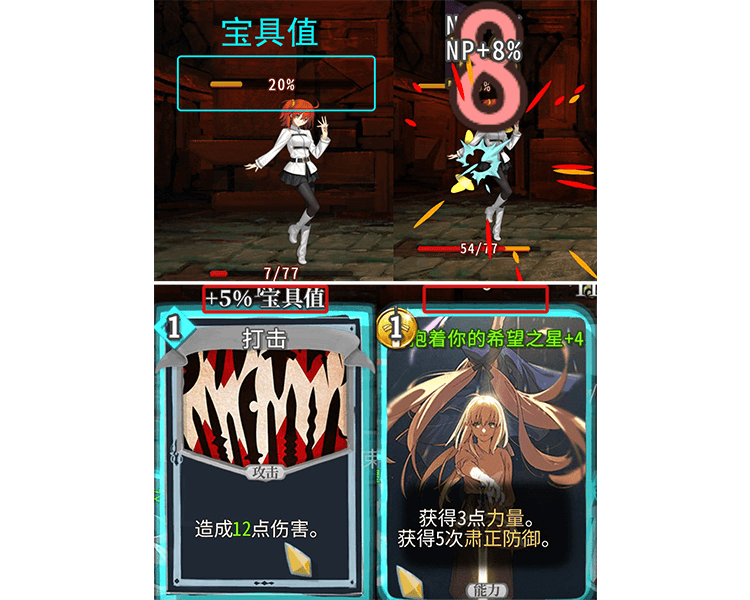 宝具值
20%
7/77
NP+8%
8
54/77
+5% 宝具值
1
打击
攻击
造成12点伤害。
1
抱着你的希望之星+4
获得3点力量。
获得5次肃正防御。
能力